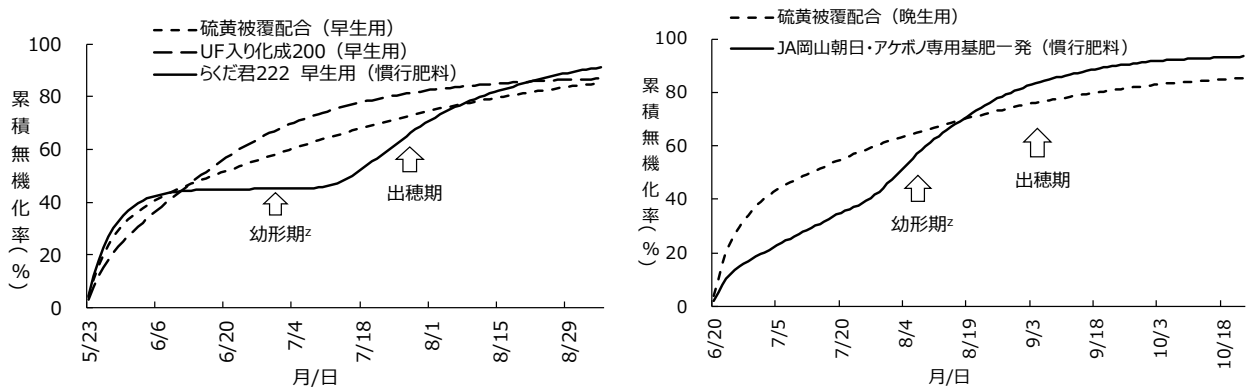 硫黄被覆配合（早生用）
UF入り化成200（早生用）
らくだ君222 早生用（慣行肥料）
累積無機化率(%)
100
80
60
40
20
0
幼形期z
出穂期
5/23
6/6
6/20
7/4
7/18
8/1
8/15
8/29
月/日
硫黄被覆配合（晩生用）
JA岡山朝日・アケボノ専用基肥一発（慣行肥料）
累積無機化率(%)
100
80
60
40
20
0
幼形期z
出穂期
6/20
7/5
7/20
8/4
8/19
9/3
9/18
10/3
10/18
月/日